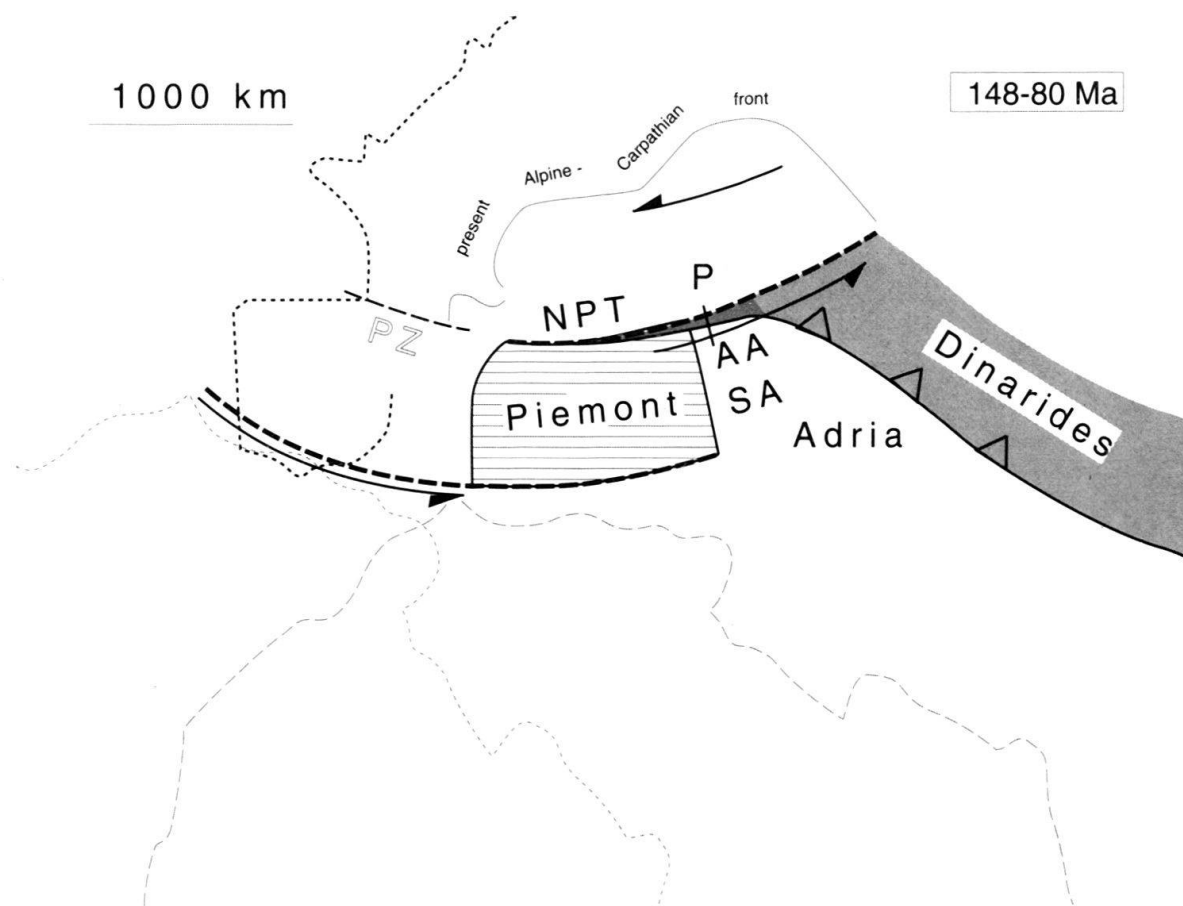 1000 km
148-80 Ma
present Alpine - Carpathian front
P
NPT
PZ
AA
SA
Piemont
Adria
Dinarides